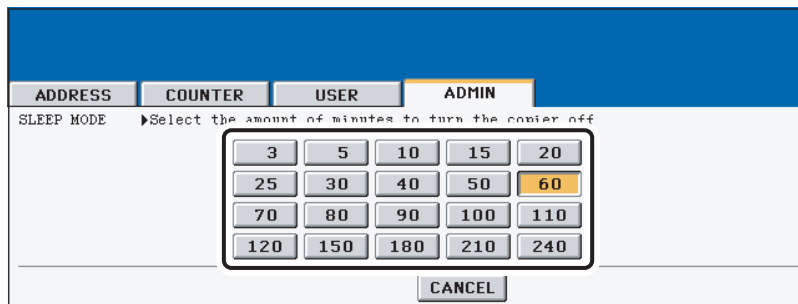 ADDRESS COUNTER USER ADMIN
SLEEP MODE ▶Select the amount of minutes to turn the copier off
3 5 10 15 20
25 30 40 50 60
70 80 90 100 110
120 150 180 210 240
CANCEL